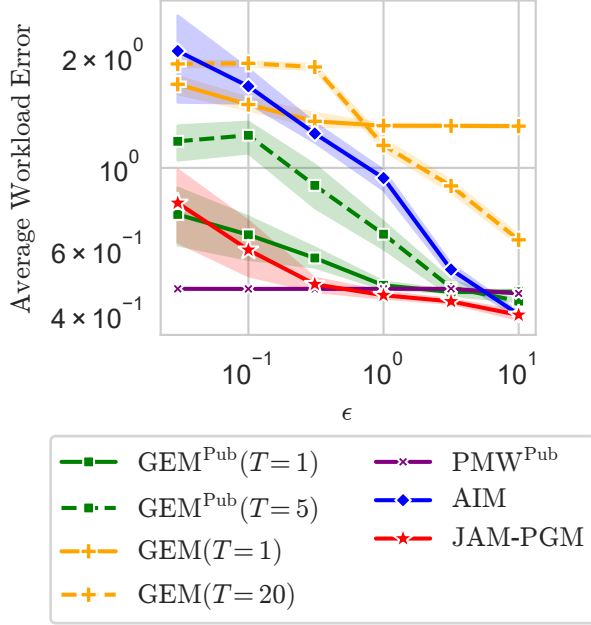 Average Workload Error
2 × 10⁰
10⁰
6 × 10⁻¹
4 × 10⁻¹
10⁻¹
10⁰
10¹
ϵ
GEM^Pub(T=1)
GEM^Pub(T=5)
GEM(T=1)
GEM(T=20)
PMW^Pub
AIM
JAM-PGM